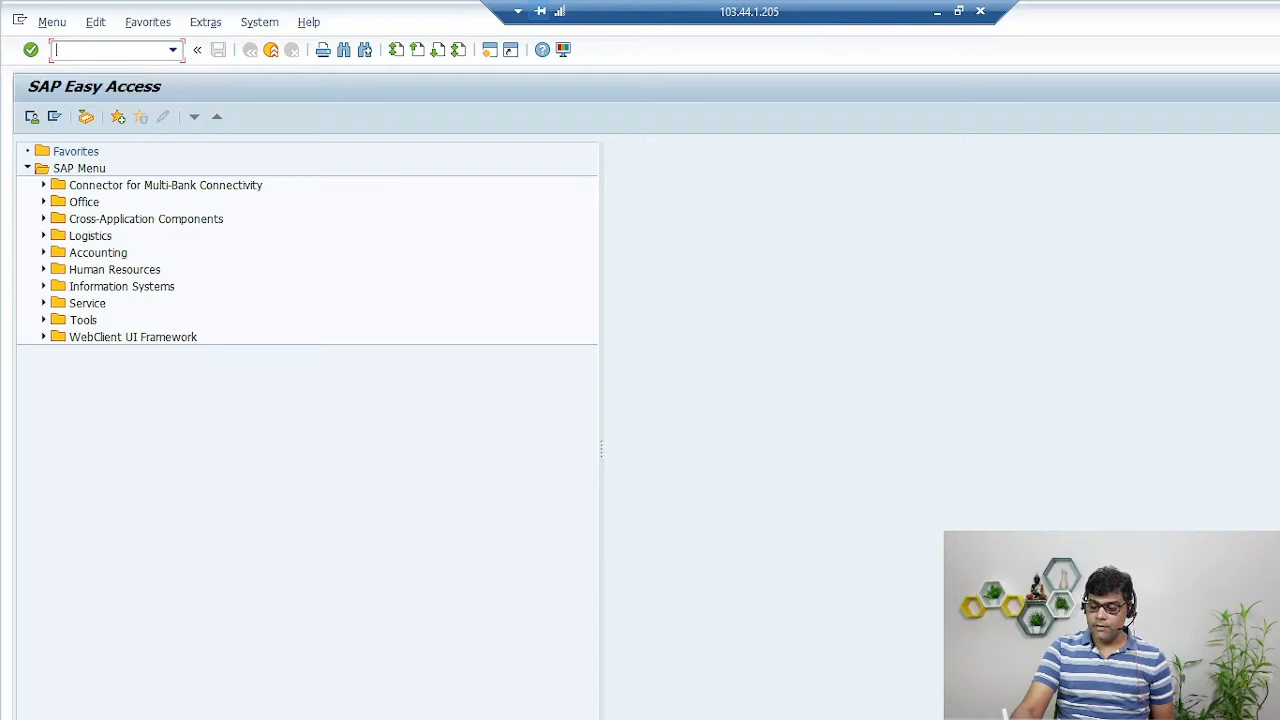 103.44.1.205
Menu Edit Favorites Extras System Help
SAP Easy Access
Favorites
SAP Menu
Connector for Multi-Bank Connectivity
Office
Cross-Application Components
Logistics
Accounting
Human Resources
Information Systems
Service
Tools
WebClient UI Framework